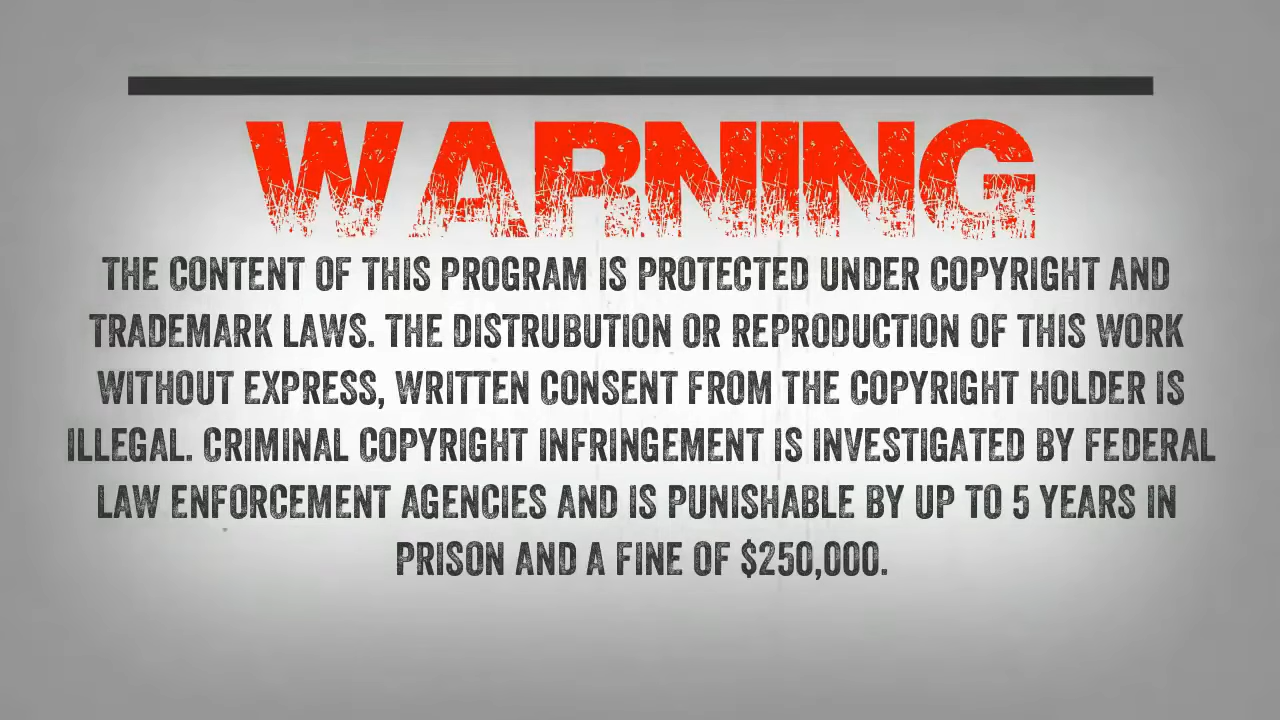 WARNING
THE CONTENT OF THIS PROGRAM IS PROTECTED UNDER COPYRIGHT AND
TRADEMARK LAWS. THE DISTRUBUTION OR REPRODUCTION OF THIS WORK
WITHOUT EXPRESS, WRITTEN CONSENT FROM THE COPYRIGHT HOLDER IS
ILLEGAL. CRIMINAL COPYRIGHT INFRINGEMENT IS INVESTIGATED BY FEDERAL
LAW ENFORCEMENT AGENCIES AND IS PUNISHABLE BY UP TO 5 YEARS IN
PRISON AND A FINE OF $250,000.